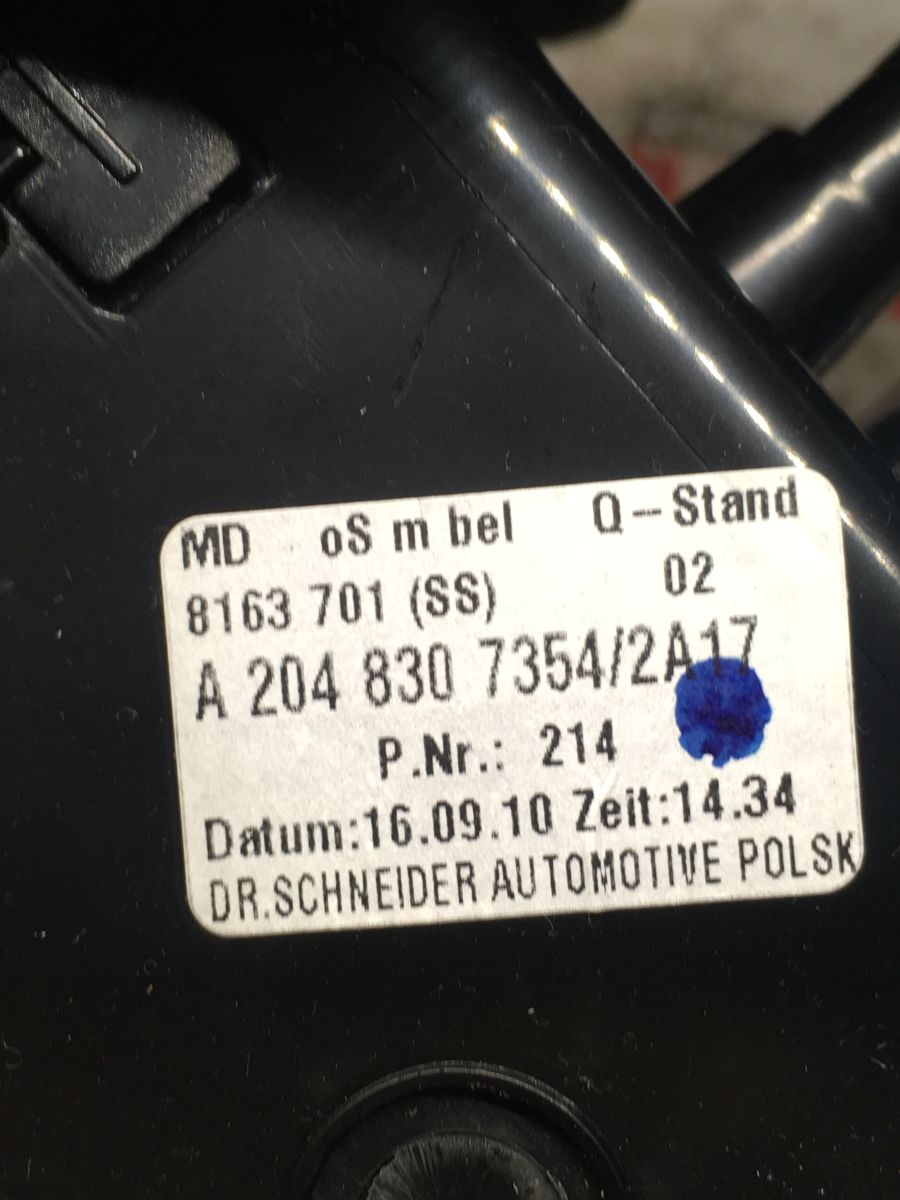 MD oS m bel Q-Stand
8163 701 (SS) 02
A 204 830 7354/2A17
P.Nr.: 214
Datum:16.09.10 Zeit:14.34
DR.SCHNEIDER AUTOMOTIVE POLSK